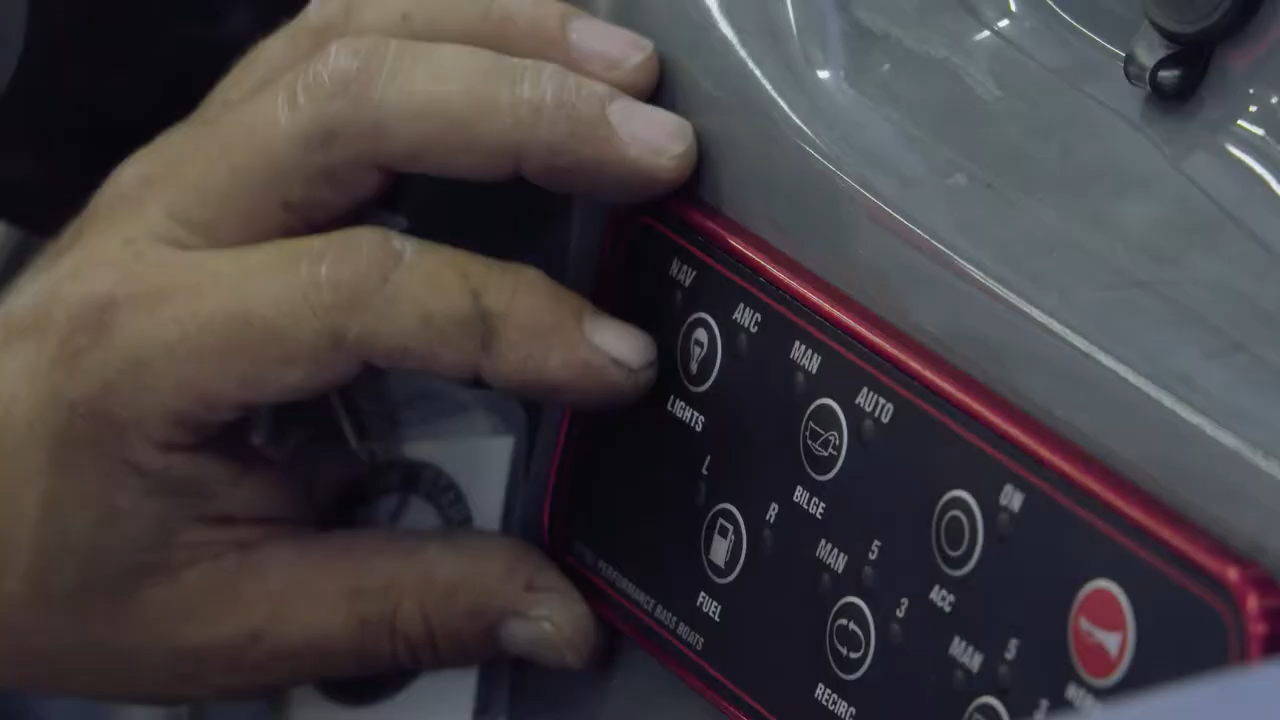 NAV
ANC
LIGHTS
MAN
AUTO
BILGE
L
R
FUEL
MAN
5
3
RECIRC
ON
ACC
MAN
5
PERFORMANCE BASS BOATS